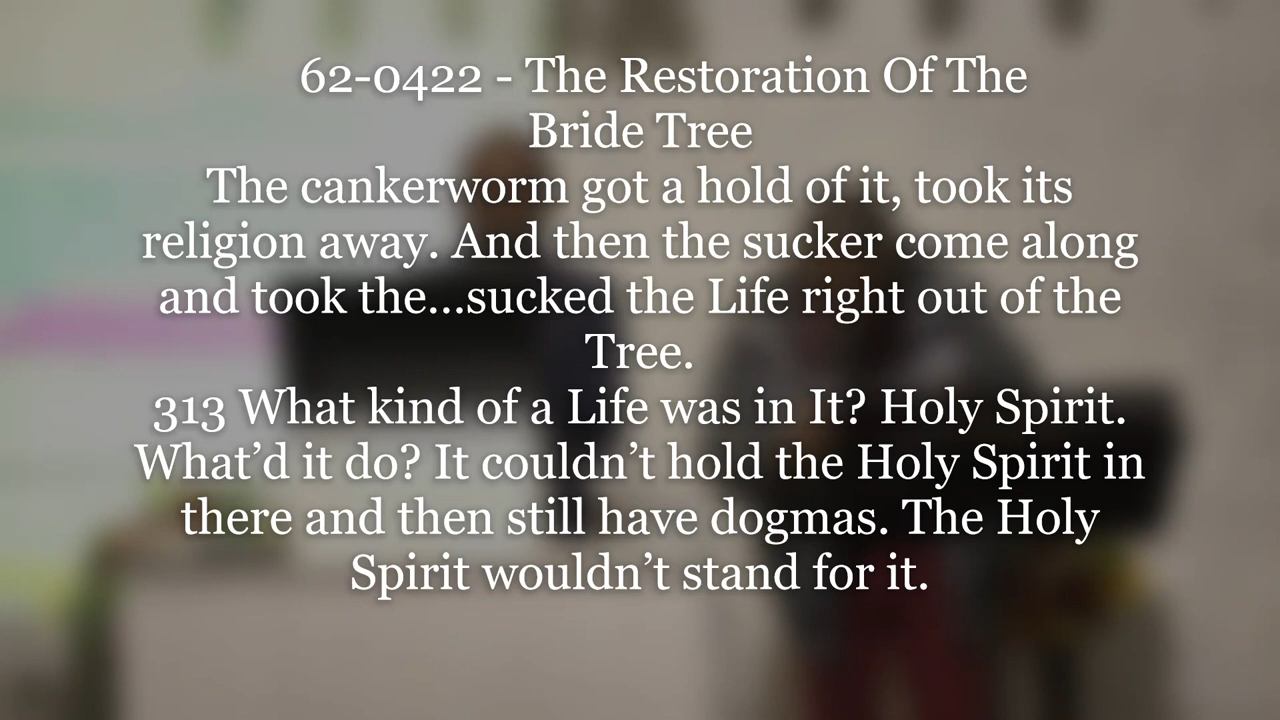 62-0422 - The Restoration Of The
Bride Tree
The cankerworm got a hold of it, took its
religion away. And then the sucker come along
and took the...sucked the Life right out of the
Tree.
313 What kind of a Life was in It? Holy Spirit.
What’d it do? It couldn’t hold the Holy Spirit in
there and then still have dogmas. The Holy
Spirit wouldn’t stand for it.